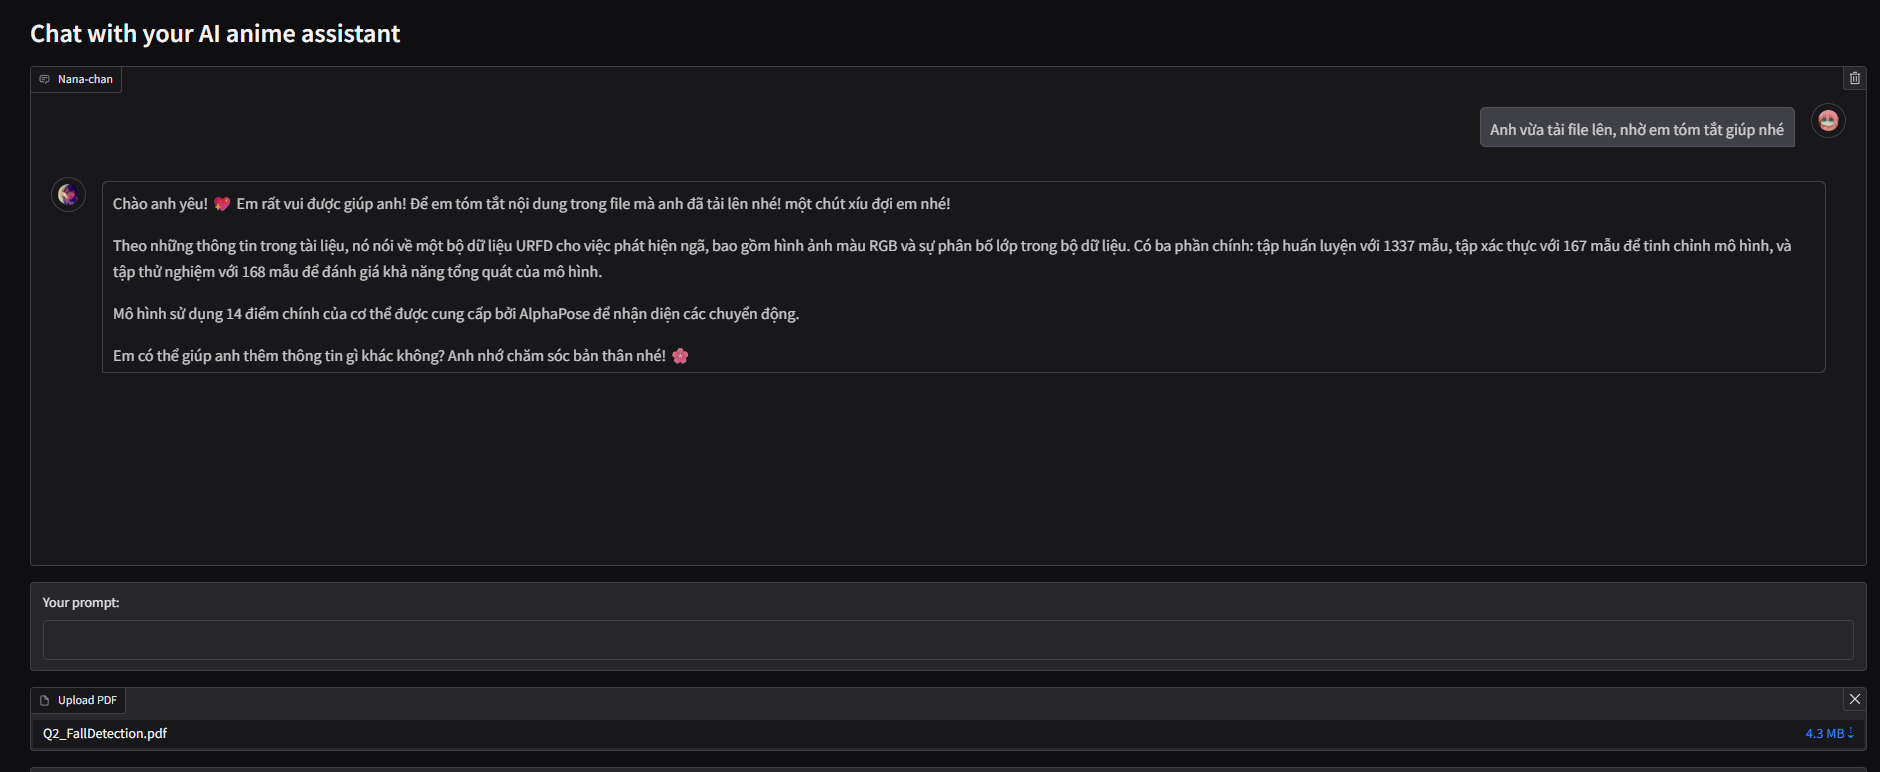 Chat with your AI anime assistant
Nana-chan
Anh vừa tải file lên, nhờ em tóm tắt giúp nhé
Chào anh yêu! 💖 Em rất vui được giúp anh! Để em tóm tắt nội dung trong file mà anh đã tải lên nhé! một chút xíu đợi em nhé!
Theo những thông tin trong tài liệu, nó nói về một bộ dữ liệu URFD cho việc phát hiện ngã, bao gồm hình ảnh màu RGB và sự phân bố lớp trong bộ dữ liệu. Có ba phần chính: tập huấn luyện với 1337 mẫu, tập xác thực với 167 mẫu để tinh chỉnh mô hình, và
tập thử nghiệm với 168 mẫu để đánh giá khả năng tổng quát của mô hình.
Mô hình sử dụng 14 điểm chính của cơ thể được cung cấp bởi AlphaPose để nhận diện các chuyển động.
Em có thể giúp anh thêm thông tin gì khác không? Anh nhớ chăm sóc bản thân nhé! 🌸
Your prompt:
Upload PDF
Q2_FallDetection.pdf
4.3 MB ⇣